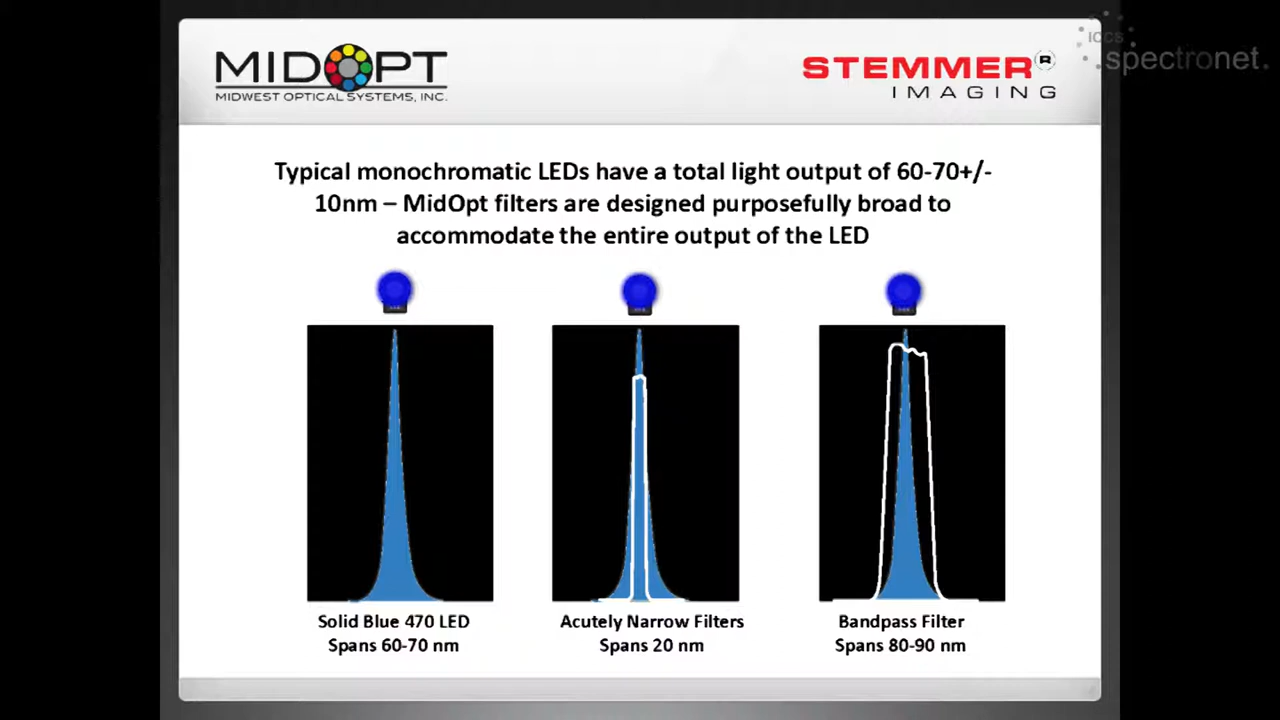 MIDOPT
MIDWEST OPTICAL SYSTEMS, INC.
STEMMER®
IMAGING
iccs
spectronet.
Typical monochromatic LEDs have a total light output of 60-70+/-
10nm – MidOpt filters are designed purposefully broad to
accommodate the entire output of the LED
Solid Blue 470 LED
Spans 60-70 nm
Acutely Narrow Filters
Spans 20 nm
Bandpass Filter
Spans 80-90 nm